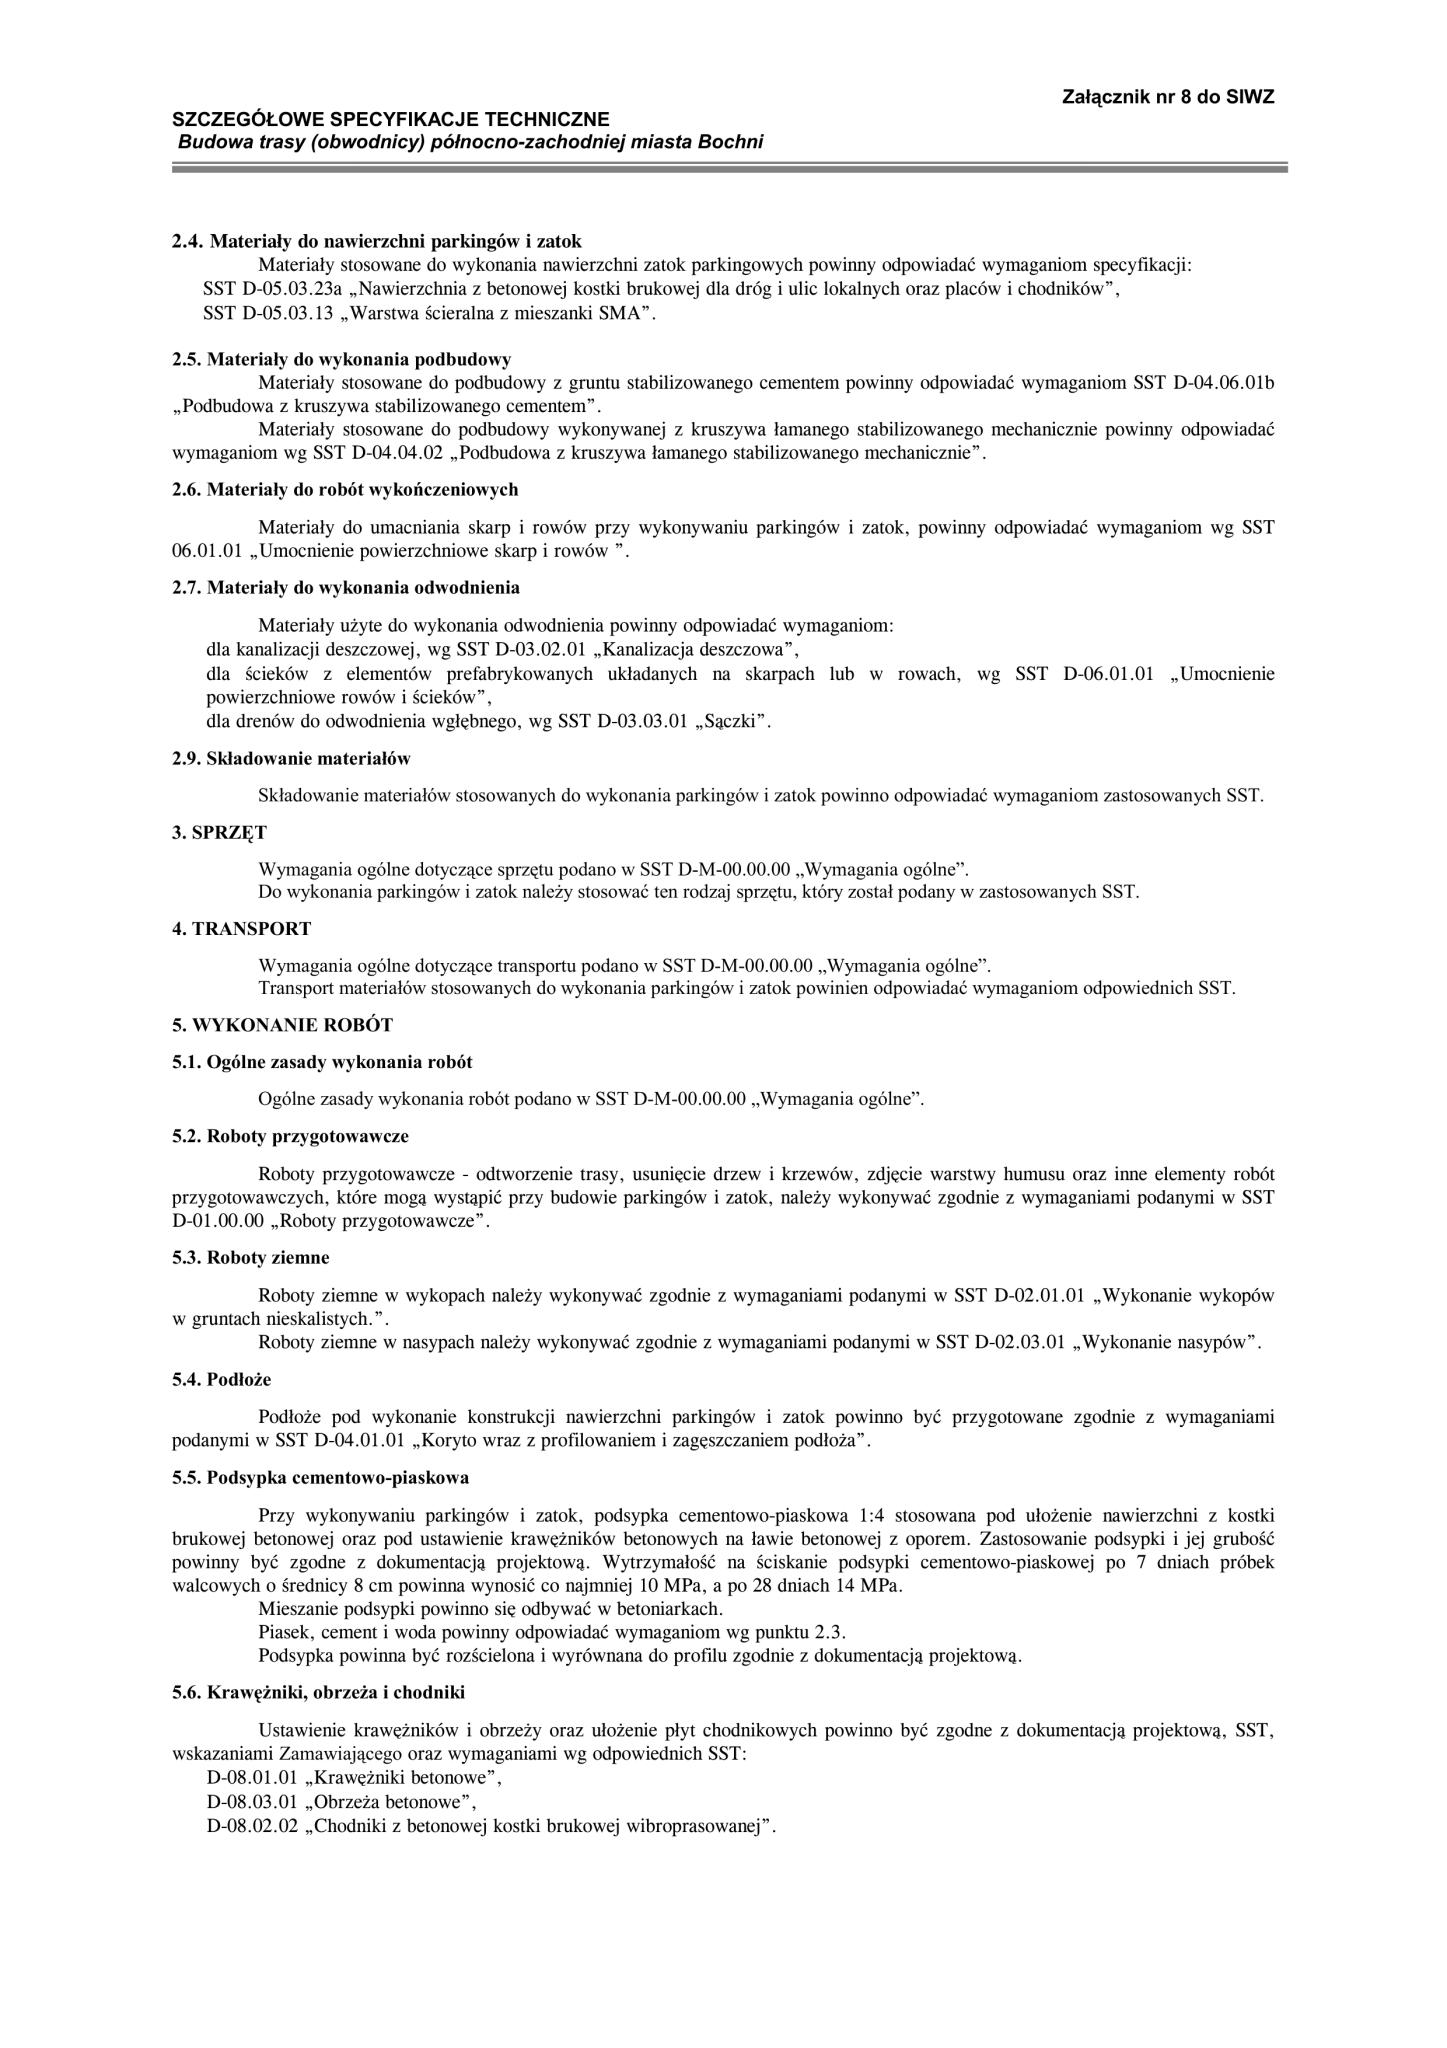 Załącznik nr 8 do SIWZ
SZCZEGÓŁOWE SPECYFIKACJE TECHNICZNE
Budowa trasy (obwodnicy) północno-zachodniej miasta Bochni
2.4. Materiały do nawierzchni parkingów i zatok
Materiały stosowane do wykonania nawierzchni zatok parkingowych powinny odpowiadać wymaganiom specyfikacji:
SST D-05.03.23a „Nawierzchnia z betonowej kostki brukowej dla dróg i ulic lokalnych oraz placów i chodników”,
SST D-05.03.13 „Warstwa ścieralna z mieszanki SMA”.
2.5. Materiały do wykonania podbudowy
Materiały stosowane do podbudowy z gruntu stabilizowanego cementem powinny odpowiadać wymaganiom SST D-04.06.01b
„Podbudowa z kruszywa stabilizowanego cementem”.
Materiały stosowane do podbudowy wykonywanej z kruszywa łamanego stabilizowanego mechanicznie powinny odpowiadać
wymaganiom wg SST D-04.04.02 „Podbudowa z kruszywa łamanego stabilizowanego mechanicznie”.
2.6. Materiały do robót wykończeniowych
Materiały do umacniania skarp i rowów przy wykonywaniu parkingów i zatok, powinny odpowiadać wymaganiom wg SST
06.01.01 „Umocnienie powierzchniowe skarp i rowów ”.
2.7. Materiały do wykonania odwodnienia
Materiały użyte do wykonania odwodnienia powinny odpowiadać wymaganiom:
dla kanalizacji deszczowej, wg SST D-03.02.01 „Kanalizacja deszczowa”,
dla ścieków z elementów prefabrykowanych układanych na skarpach lub w rowach, wg SST D-06.01.01 „Umocnienie
powierzchniowe rowów i ścieków”,
dla drenów do odwodnienia wgłębnego, wg SST D-03.03.01 „Sączki”.
2.9. Składowanie materiałów
Składowanie materiałów stosowanych do wykonania parkingów i zatok powinno odpowiadać wymaganiom zastosowanych SST.
3. SPRZĘT
Wymagania ogólne dotyczące sprzętu podano w SST D-M-00.00.00 „Wymagania ogólne”.
Do wykonania parkingów i zatok należy stosować ten rodzaj sprzętu, który został podany w zastosowanych SST.
4. TRANSPORT
Wymagania ogólne dotyczące transportu podano w SST D-M-00.00.00 „Wymagania ogólne”.
Transport materiałów stosowanych do wykonania parkingów i zatok powinien odpowiadać wymaganiom odpowiednich SST.
5. WYKONANIE ROBÓT
5.1. Ogólne zasady wykonania robót
Ogólne zasady wykonania robót podano w SST D-M-00.00.00 „Wymagania ogólne”.
5.2. Roboty przygotowawcze
Roboty przygotowawcze - odtworzenie trasy, usunięcie drzew i krzewów, zdjęcie warstwy humusu oraz inne elementy robót
przygotowawczych, które mogą wystąpić przy budowie parkingów i zatok, należy wykonywać zgodnie z wymaganiami podanymi w SST
D-01.00.00 „Roboty przygotowawcze”.
5.3. Roboty ziemne
Roboty ziemne w wykopach należy wykonywać zgodnie z wymaganiami podanymi w SST D-02.01.01 „Wykonanie wykopów
w gruntach nieskalistych.”.
Roboty ziemne w nasypach należy wykonywać zgodnie z wymaganiami podanymi w SST D-02.03.01 „Wykonanie nasypów”.
5.4. Podłoże
Podłoże pod wykonanie konstrukcji nawierzchni parkingów i zatok powinno być przygotowane zgodnie z wymaganiami
podanymi w SST D-04.01.01 „Koryto wraz z profilowaniem i zagęszczaniem podłoża”.
5.5. Podsypka cementowo-piaskowa
Przy wykonywaniu parkingów i zatok, podsypka cementowo-piaskowa 1:4 stosowana pod ułożenie nawierzchni z kostki
brukowej betonowej oraz pod ustawienie krawężników betonowych na ławie betonowej z oporem. Zastosowanie podsypki i jej grubość
powinny być zgodne z dokumentacją projektową. Wytrzymałość na ściskanie podsypki cementowo-piaskowej po 7 dniach próbek
walcowych o średnicy 8 cm powinna wynosić co najmniej 10 MPa, a po 28 dniach 14 MPa.
Mieszanie podsypki powinno się odbywać w betoniarkach.
Piasek, cement i woda powinny odpowiadać wymaganiom wg punktu 2.3.
Podsypka powinna być rozścielona i wyrównana do profilu zgodnie z dokumentacją projektową.
5.6. Krawężniki, obrzeża i chodniki
Ustawienie krawężników i obrzeży oraz ułożenie płyt chodnikowych powinno być zgodne z dokumentacją projektową, SST,
wskazaniami Zamawiającego oraz wymaganiami wg odpowiednich SST:
D-08.01.01 „Krawężniki betonowe”,
D-08.03.01 „Obrzeża betonowe”,
D-08.02.02 „Chodniki z betonowej kostki brukowej wibroprasowanej”.